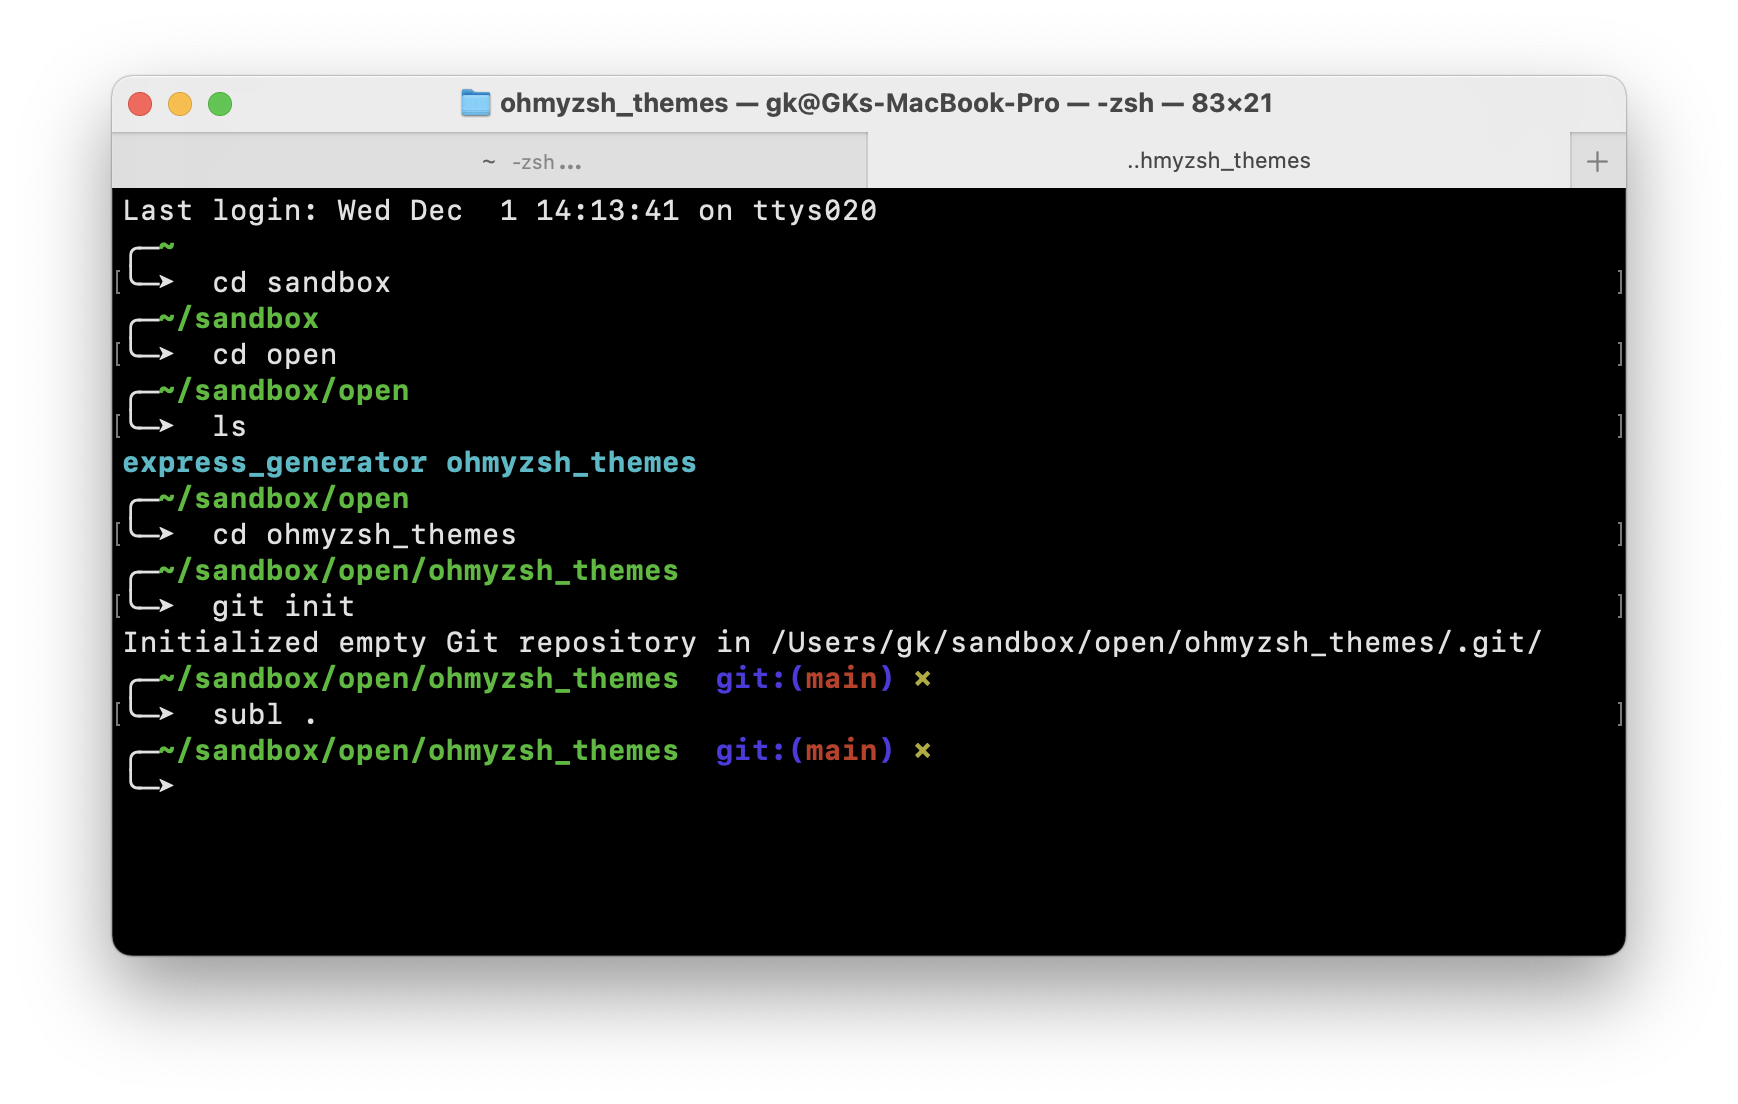 ohmyzsh_themes — gk@GKs-MacBook-Pro — -zsh — 83×21
~ -zsh ...
..hmyzsh_themes
+
Last login: Wed Dec  1 14:13:41 on ttys020
╭─~
╰─➤  cd sandbox
╭─~/sandbox
╰─➤  cd open
╭─~/sandbox/open
╰─➤  ls
express_generator ohmyzsh_themes
╭─~/sandbox/open
╰─➤  cd ohmyzsh_themes
╭─~/sandbox/open/ohmyzsh_themes
╰─➤  git init
Initialized empty Git repository in /Users/gk/sandbox/open/ohmyzsh_themes/.git/
╭─~/sandbox/open/ohmyzsh_themes  git:(main) ✖
╰─➤  subl .
╭─~/sandbox/open/ohmyzsh_themes  git:(main) ✖
╰─➤